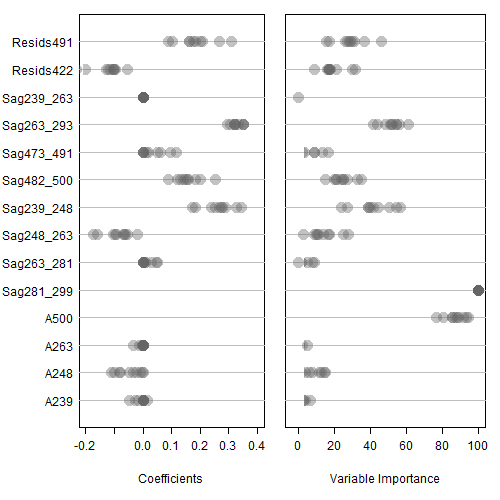 Resids491
Resids422
Sag239_263
Sag263_293
Sag473_491
Sag482_500
Sag239_248
Sag248_263
Sag263_281
Sag281_299
A500
A263
A248
A239
-0.2 0.0 0.1 0.2 0.3 0.4
0 20 40 60 80 100
Coefficients
Variable Importance